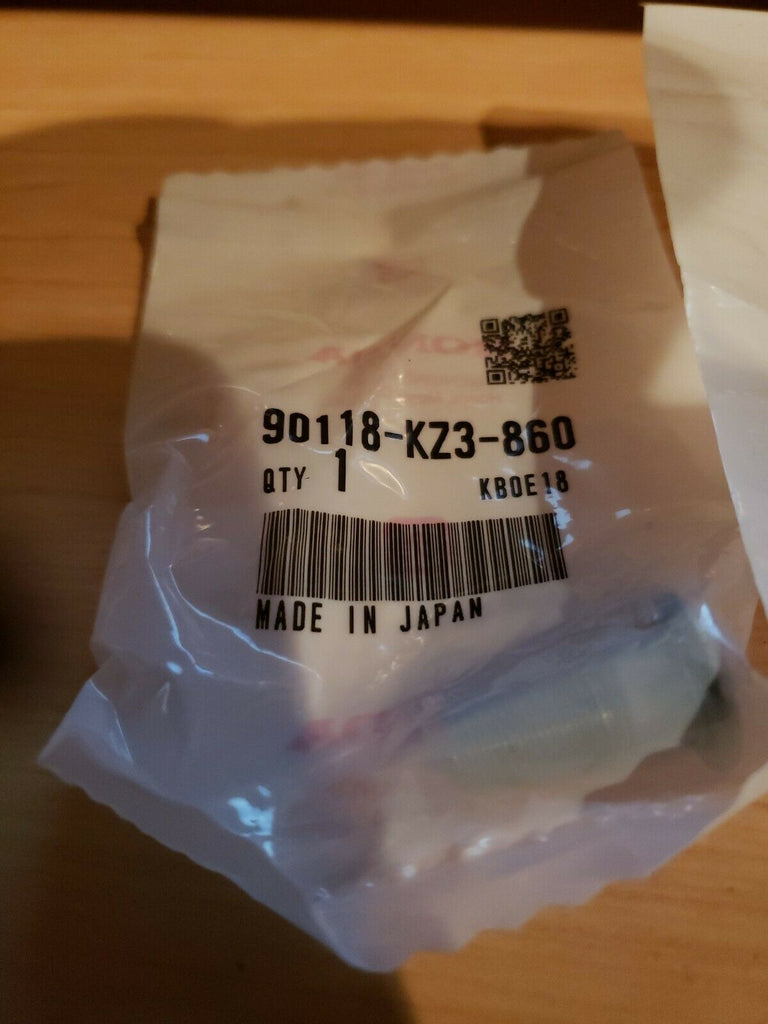 90118-KZ3-860
QTY 1 KBOE18
MADE IN JAPAN